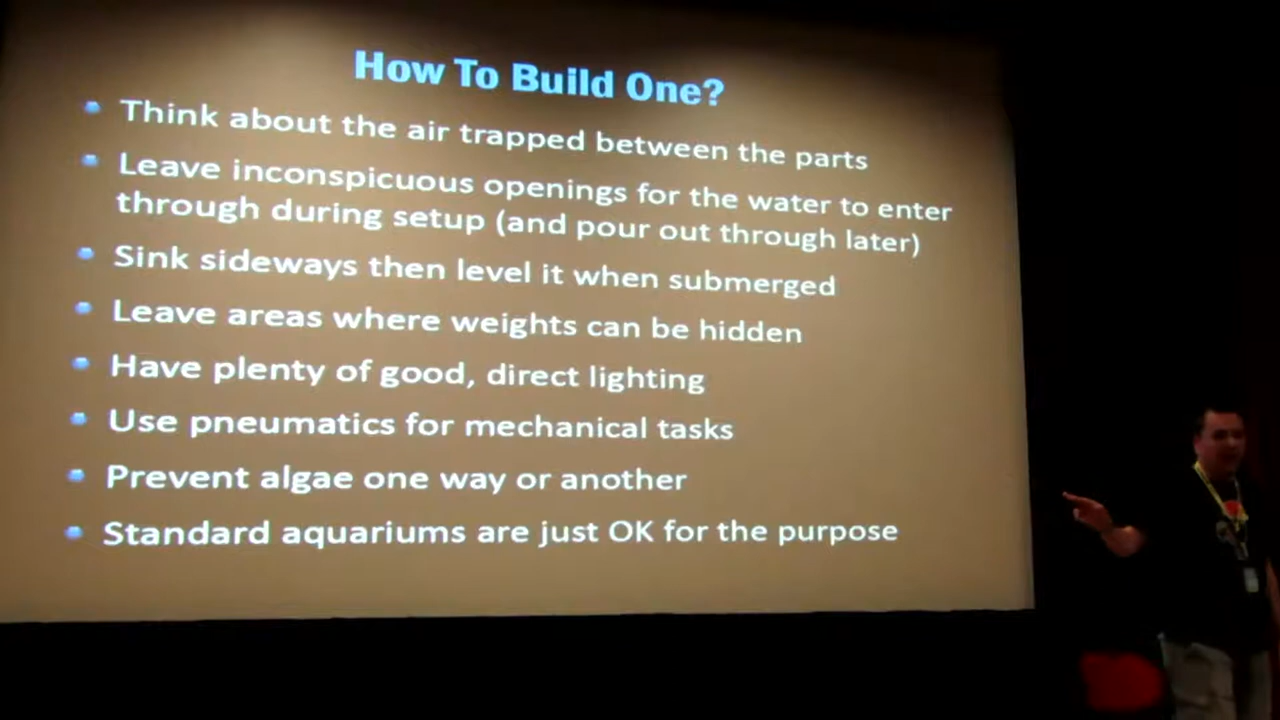 How To Build One?
Think about the air trapped between the parts
Leave inconspicuous openings for the water to enter
through during setup (and pour out through later)
Sink sideways then level it when submerged
Leave areas where weights can be hidden
Have plenty of good, direct lighting
Use pneumatics for mechanical tasks
Prevent algae one way or another
Standard aquariums are just OK for the purpose